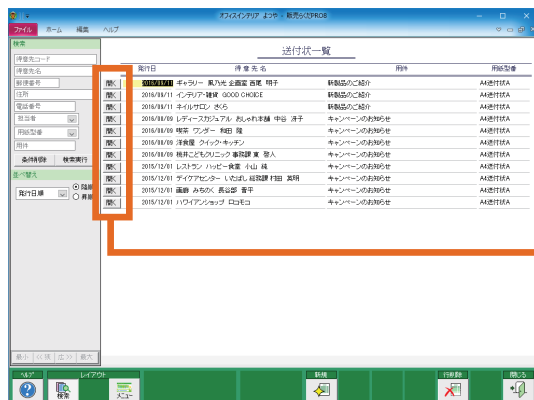 オフィスインテリア よつや - 販売らくだPRO8
ファイル ホーム 編集 ヘルプ
検索
送付状一覧
得意先コード
得意先名
郵便番号
住所
電話番号
担当者
用紙型番
用件
条件削除 検索実行
並べ替え
発行日順
降順
昇順
発行日 得意先名 用件 用紙型番
開く 2016/09/11 ギャラリー 風乃光 企画室 西尾 明子 新製品のご紹介 A4送付状A
開く 2016/09/11 インテリア・雑貨 GOOD CHOICE 新製品のご紹介 A4送付状A
開く 2016/09/11 ネイルサロン さくら 新製品のご紹介 A4送付状A
開く 2016/08/09 レディースカジュアル おしゃれ本舗 中谷 冴子 キャンペーンのお知らせ A4送付状A
開く 2016/08/09 喫茶 ワンダー 和田 隆 キャンペーンのお知らせ A4送付状A
開く 2016/08/09 洋食屋 クイック・キッチン キャンペーンのお知らせ A4送付状A
開く 2016/08/09 桃井こどもクリニック 事務課 東 啓人 キャンペーンのお知らせ A4送付状A
開く 2015/12/01 レストラン ハッピー食堂 小山 純 キャンペーンのお知らせ A4送付状A
開く 2015/12/01 デイケアセンター いたばし 総務課 村田 英明 キャンペーンのお知らせ A4送付状A
開く 2015/12/01 画廊 みちのく 長谷部 晋平 キャンペーンのお知らせ A4送付状A
開く 2015/12/01 ハワイアンショップ ロコモコ キャンペーンのお知らせ A4送付状A
最小 <<狭 広>> 最大
ヘルプ レイアウト 新規 行削除 閉じる
検索 メニュー